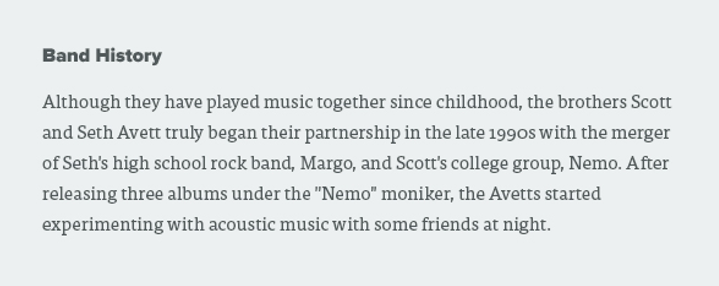 Band History
Although they have played music together since childhood, the brothers Scott
and Seth Avett truly began their partnership in the late 1990s with the merger
of Seth's high school rock band, Margo, and Scott's college group, Nemo. After
releasing three albums under the "Nemo" moniker, the Avetts started
experimenting with acoustic music with some friends at night.